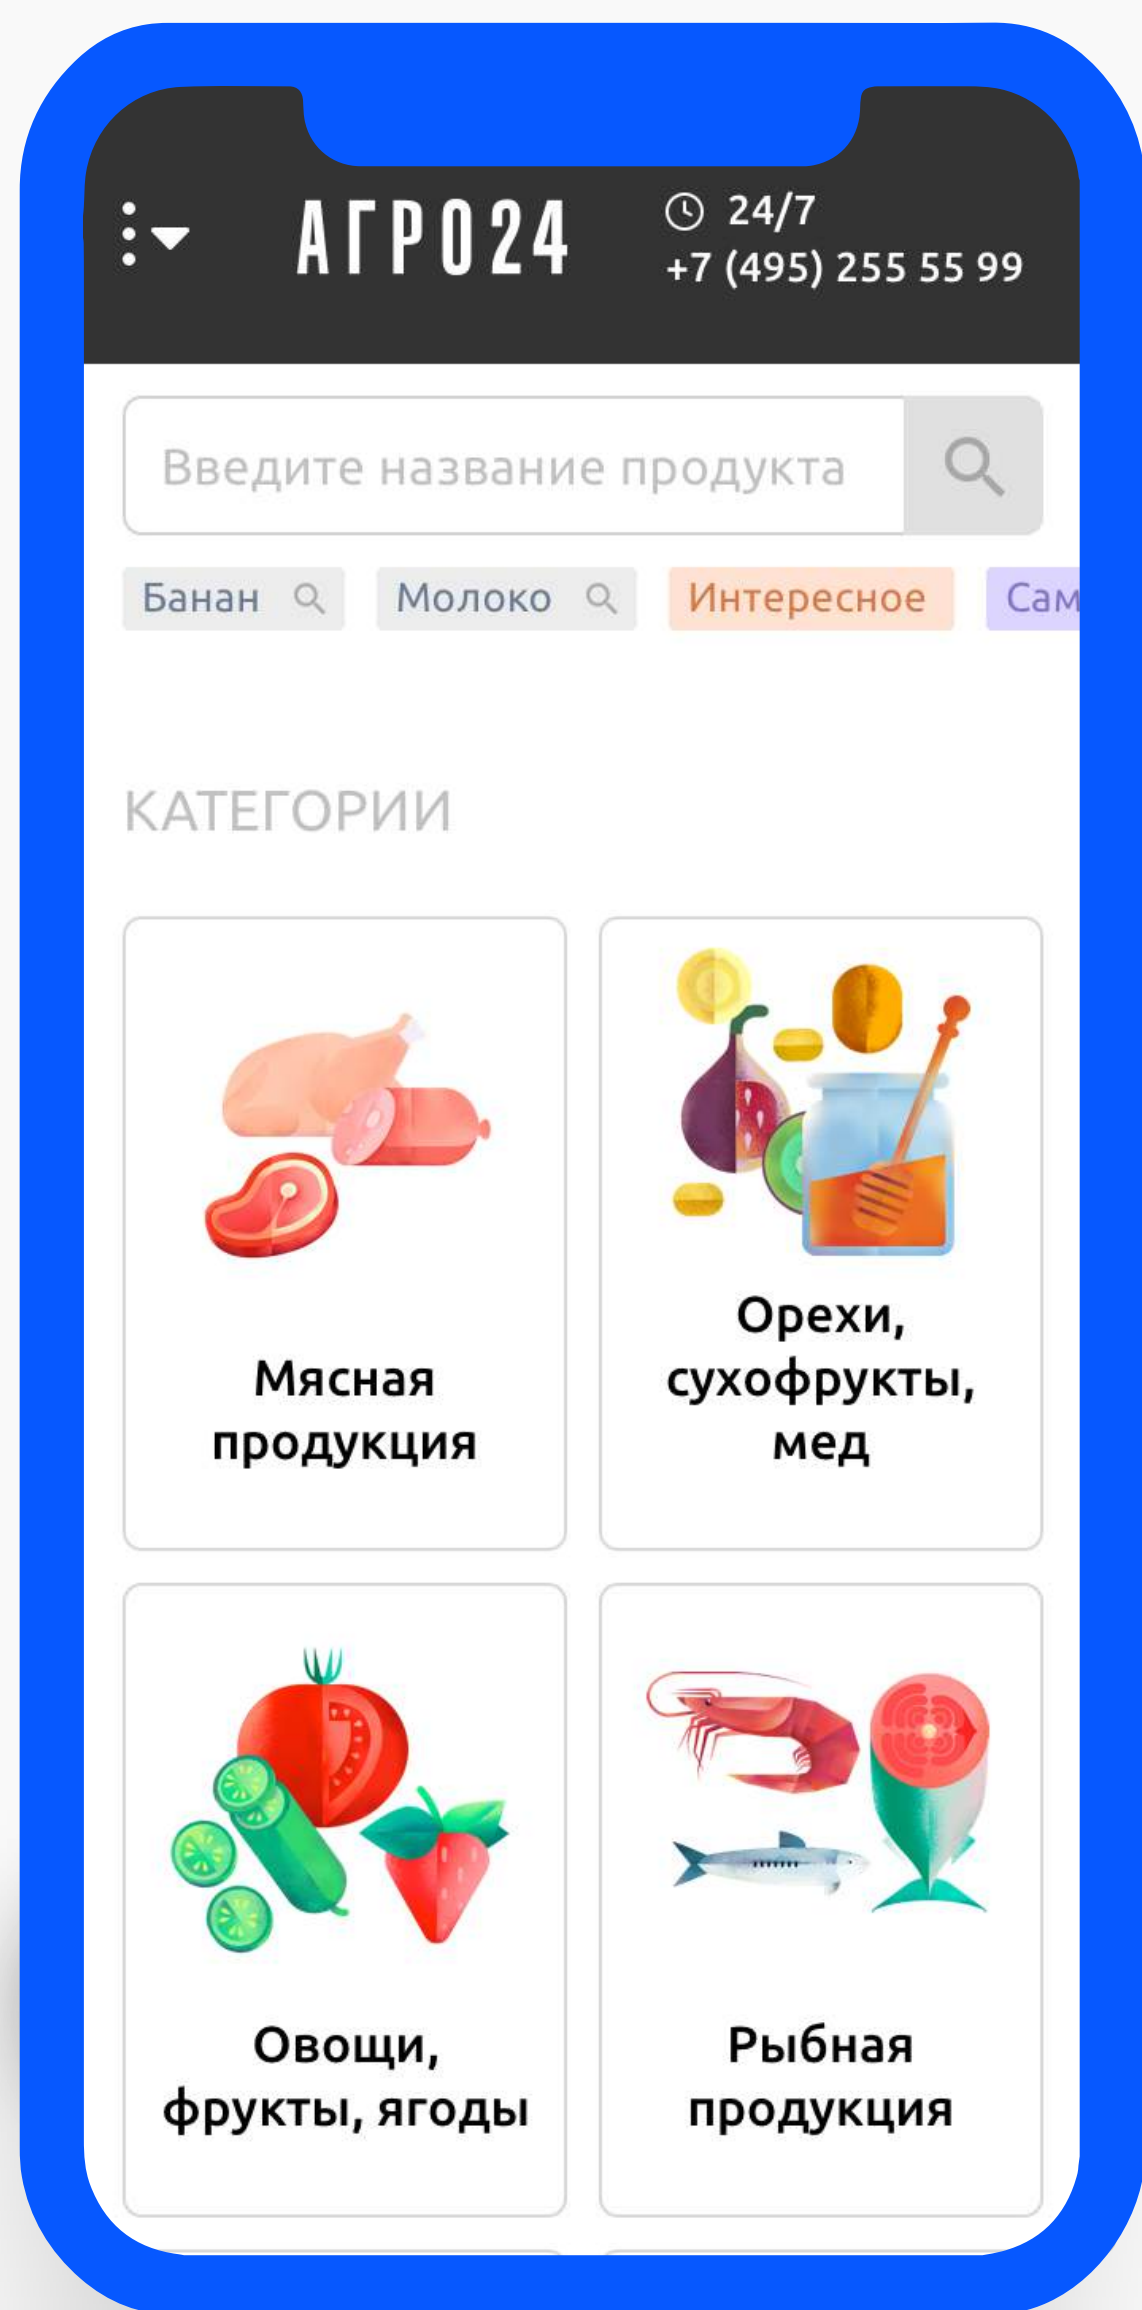 АГРО24
24/7
+7 (495) 255 55 99
Введите название продукта
Банан Молоко Интересное Сам
КАТЕГОРИИ
Мясная
продукция
Орехи,
сухофрукты,
мед
Овощи,
фрукты, ягоды
Рыбная
продукция